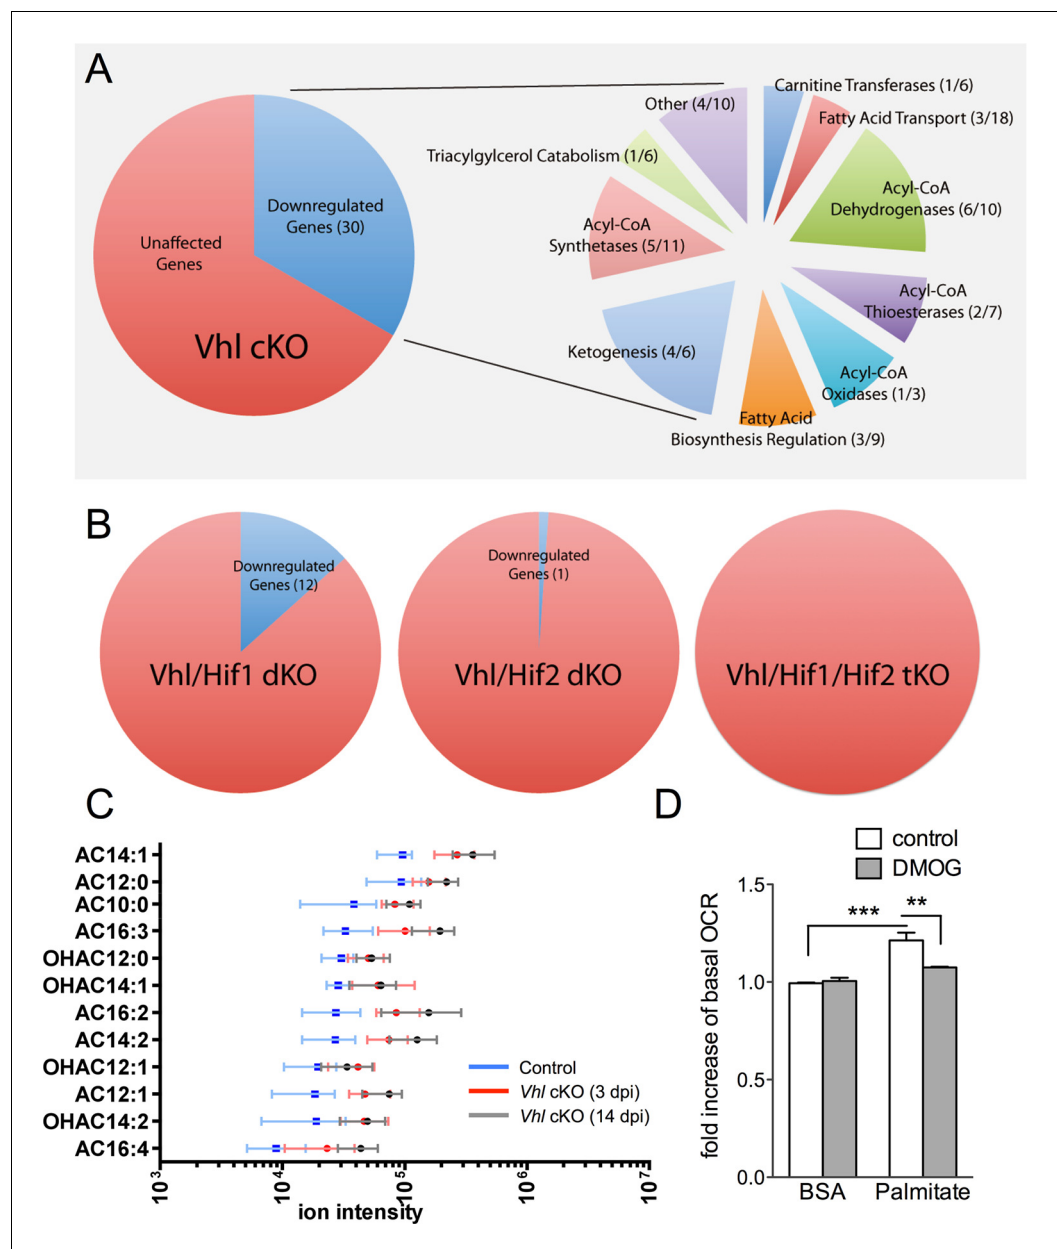 A
Carnitine Transferases (1/6)
Other (4/10)
Fatty Acid Transport (3/18)
Triacylgylcerol Catabolism (1/6)
Acyl-CoA
Dehydrogenases (6/10)
Downregulated
Genes (30)
Unaffected
Genes
Acyl-CoA
Synthetases (5/11)
Acyl-CoA
Thioesterases (2/7)
Vhl cKO
Ketogenesis (4/6)
Acyl-CoA
Oxidases (1/3)
Fatty Acid
Biosynthesis Regulation (3/9)
B
Downregulated
Genes (12)
Vhl/Hif1 dKO
Downregulated
Genes (1)
Vhl/Hif2 dKO
Vhl/Hif1/Hif2 tKO
C
AC14:1
AC12:0
AC10:0
AC16:3
OHAC12:0
OHAC14:1
AC16:2
AC14:2
OHAC12:1
AC12:1
OHAC14:2
AC16:4
Control
Vhl cKO (3 dpi)
Vhl cKO (14 dpi)
10³
10⁴
10⁵
10⁶
10⁷
ion intensity
D
control
DMOG
fold increase of basal OCR
1.5
1.0
0.5
0.0
***
**
BSA
Palmitate